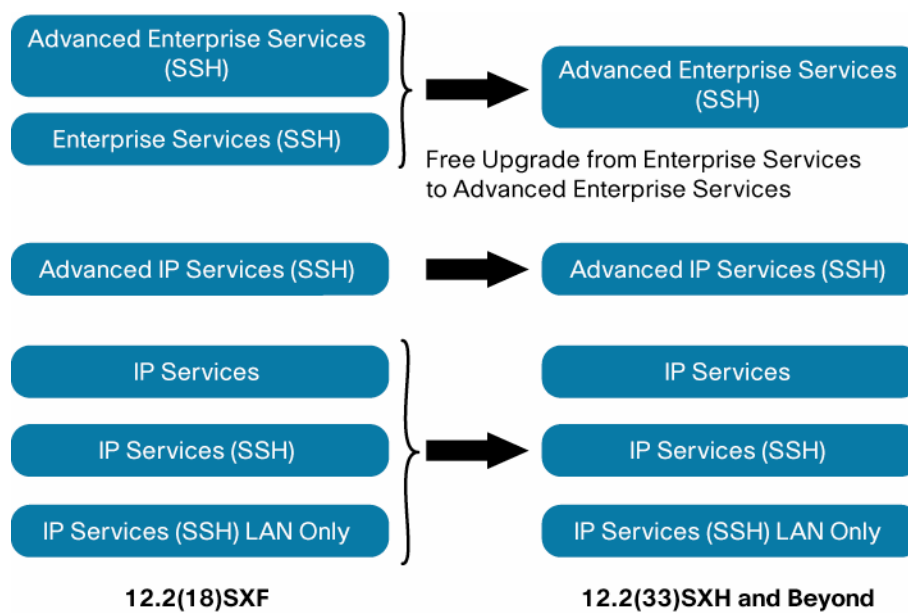 Advanced Enterprise Services
(SSH)
Enterprise Services (SSH)
Advanced Enterprise Services
(SSH)
Free Upgrade from Enterprise Services
to Advanced Enterprise Services
Advanced IP Services (SSH)
Advanced IP Services (SSH)
IP Services
IP Services
IP Services (SSH)
IP Services (SSH)
IP Services (SSH) LAN Only
IP Services (SSH) LAN Only
12.2(18)SXF
12.2(33)SXH and Beyond